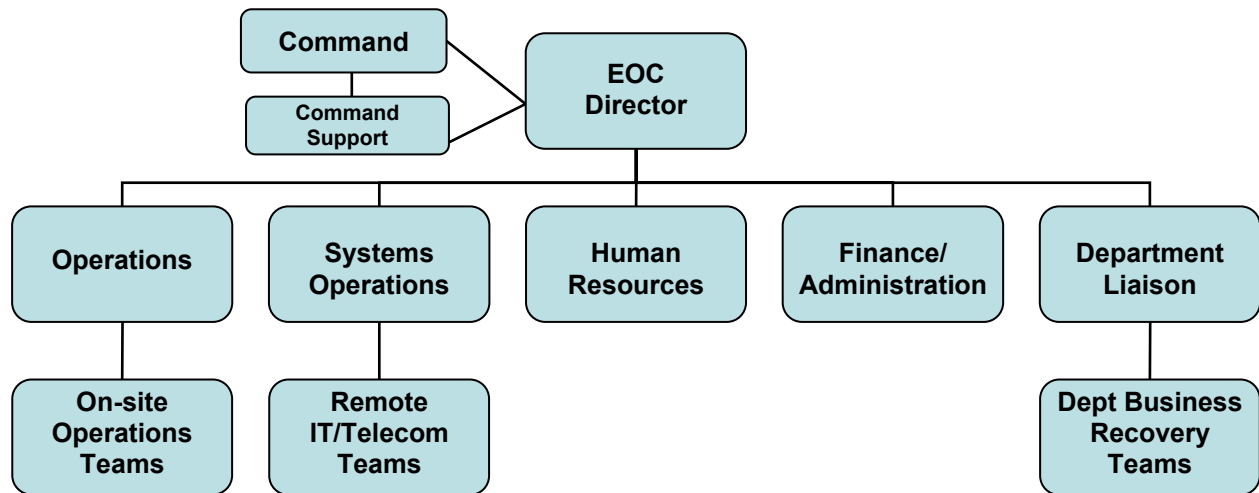 Command
EOC
Director
Command
Support
Operations
Systems
Operations
Human
Resources
Finance/
Administration
Department
Liaison
On-site
Operations
Teams
Remote
IT/Telecom
Teams
Dept Business
Recovery
Teams